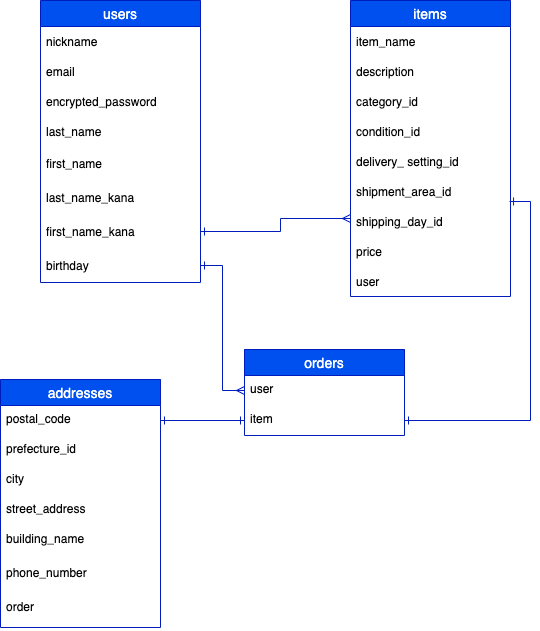 users
nickname
email
encrypted_password
last_name
first_name
last_name_kana
first_name_kana
birthday
items
item_name
description
category_id
condition_id
delivery_ setting_id
shipment_area_id
shipping_day_id
price
user
orders
user
item
addresses
postal_code
prefecture_id
city
street_address
building_name
phone_number
order